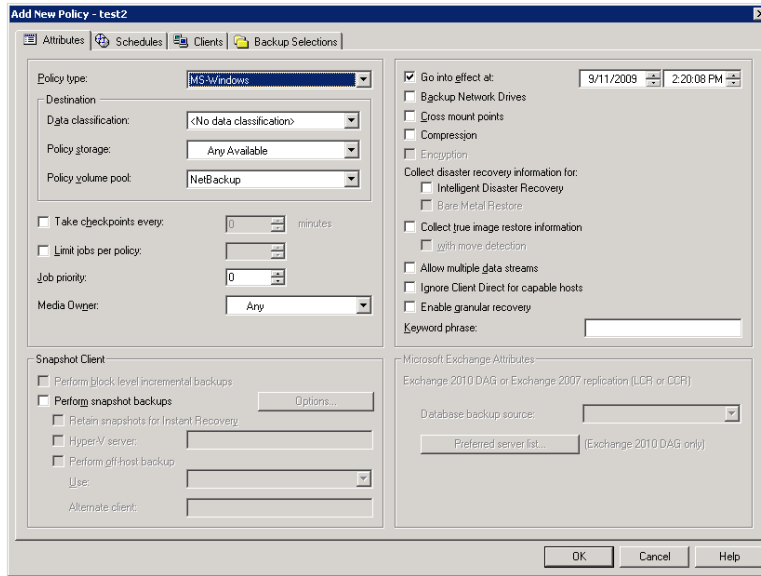 Add New Policy - test2
Attributes Schedules Clients Backup Selections
Policy type: MS-Windows
Destination
Data classification: <No data classification>
Policy storage: Any Available
Policy volume pool: NetBackup
Take checkpoints every: 0 minutes
Limit jobs per policy:
Job priority: 0
Media Owner: Any
Snapshot Client
Perform block level incremental backups
Perform snapshot backups Options...
Retain snapshots for Instant Recovery
Hyper-V server:
Perform off-host backup
Use:
Alternate client:
Go into effect at: 9/11/2009 2:20:08 PM
Backup Network Drives
Cross mount points
Compression
Encryption
Collect disaster recovery information for:
Intelligent Disaster Recovery
Bare Metal Restore
Collect true image restore information
with move detection
Allow multiple data streams
Ignore Client Direct for capable hosts
Enable granular recovery
Keyword phrase:
Microsoft Exchange Attributes
Exchange 2010 DAG or Exchange 2007 replication (LCR or CCR)
Database backup source:
Preferred server list... (Exchange 2010 DAG only)
OK Cancel Help